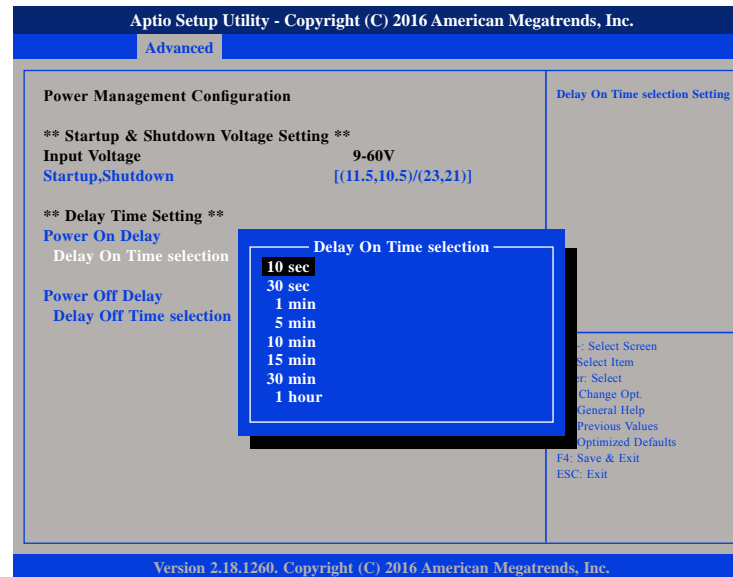 Aptio Setup Utility - Copyright (C) 2016 American Megatrends, Inc.
Advanced
Power Management Configuration
** Startup & Shutdown Voltage Setting **
Input Voltage 9-60V
Startup,Shutdown [(11.5,10.5)/(23,21)]
** Delay Time Setting **
Power On Delay
Delay On Time selection
Power Off Delay
Delay Off Time selection
Delay On Time selection
10 sec
30 sec
1 min
5 min
10 min
15 min
30 min
1 hour
Delay On Time selection Setting
: Select Screen
Select Item
: Select
Change Opt.
General Help
Previous Values
Optimized Defaults
F4: Save & Exit
ESC: Exit
Version 2.18.1260. Copyright (C) 2016 American Megatrends, Inc.